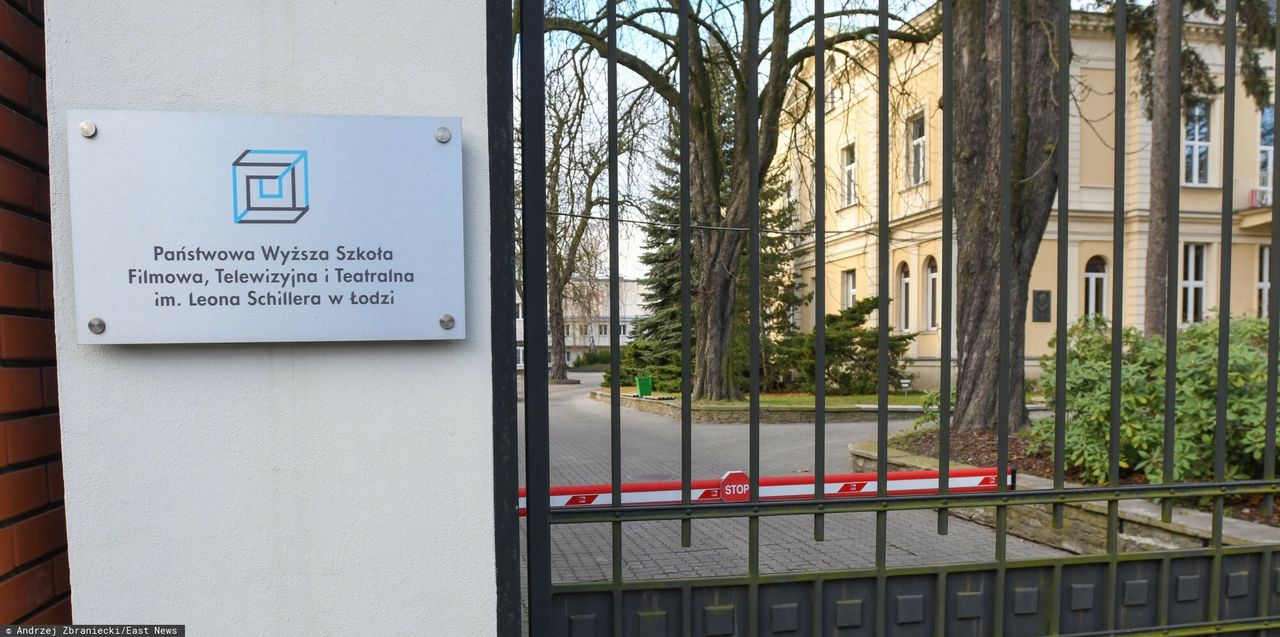 Państwowa Wyższa Szkoła
Filmowa, Telewizyjna i Teatralna
im. Leona Schillera w Łodzi
STOP
© Andrzej Zbraniecki/East News